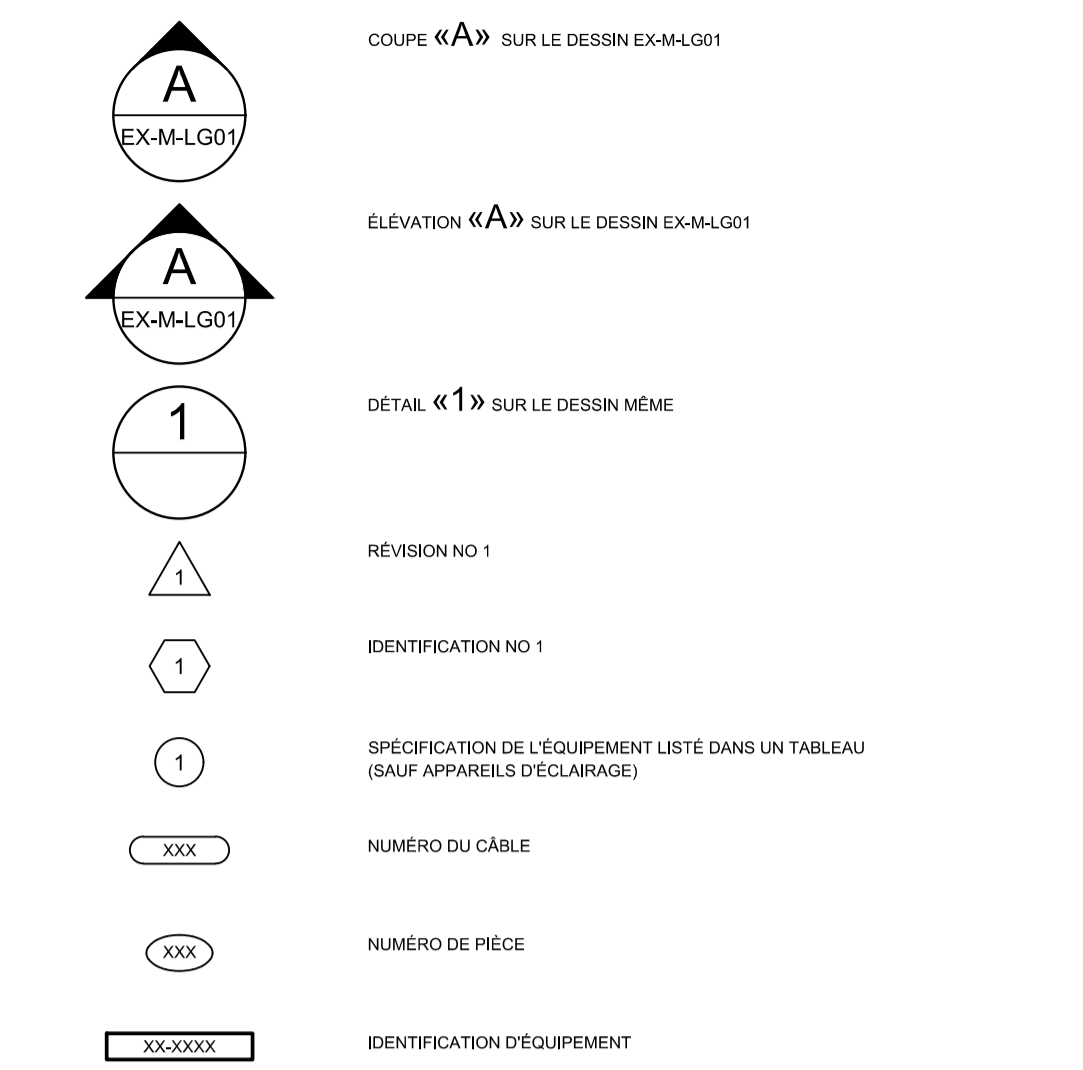 A
EX-M-LG01
COUPE «A» SUR LE DESSIN EX-M-LG01
A
EX-M-LG01
ÉLÉVATION «A» SUR LE DESSIN EX-M-LG01
1
DÉTAIL «1» SUR LE DESSIN MÊME
1
RÉVISION NO 1
1
IDENTIFICATION NO 1
1
SPÉCIFICATION DE L'ÉQUIPEMENT LISTÉ DANS UN TABLEAU
(SAUF APPAREILS D'ÉCLAIRAGE)
XXX
NUMÉRO DU CÂBLE
XXX
NUMÉRO DE PIÈCE
XX-XXXX
IDENTIFICATION D'ÉQUIPEMENT